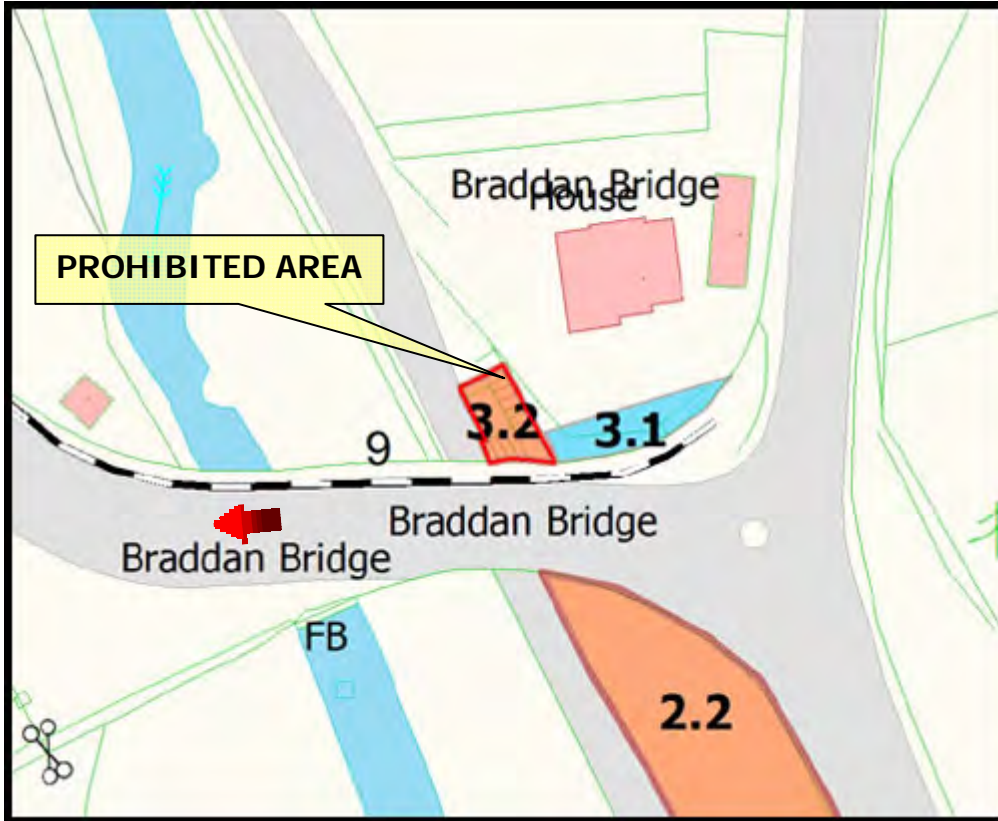 Braddan Bridge
House
PROHIBITED AREA
3.2
3.1
9
Braddan Bridge
Braddan Bridge
FB
2.2